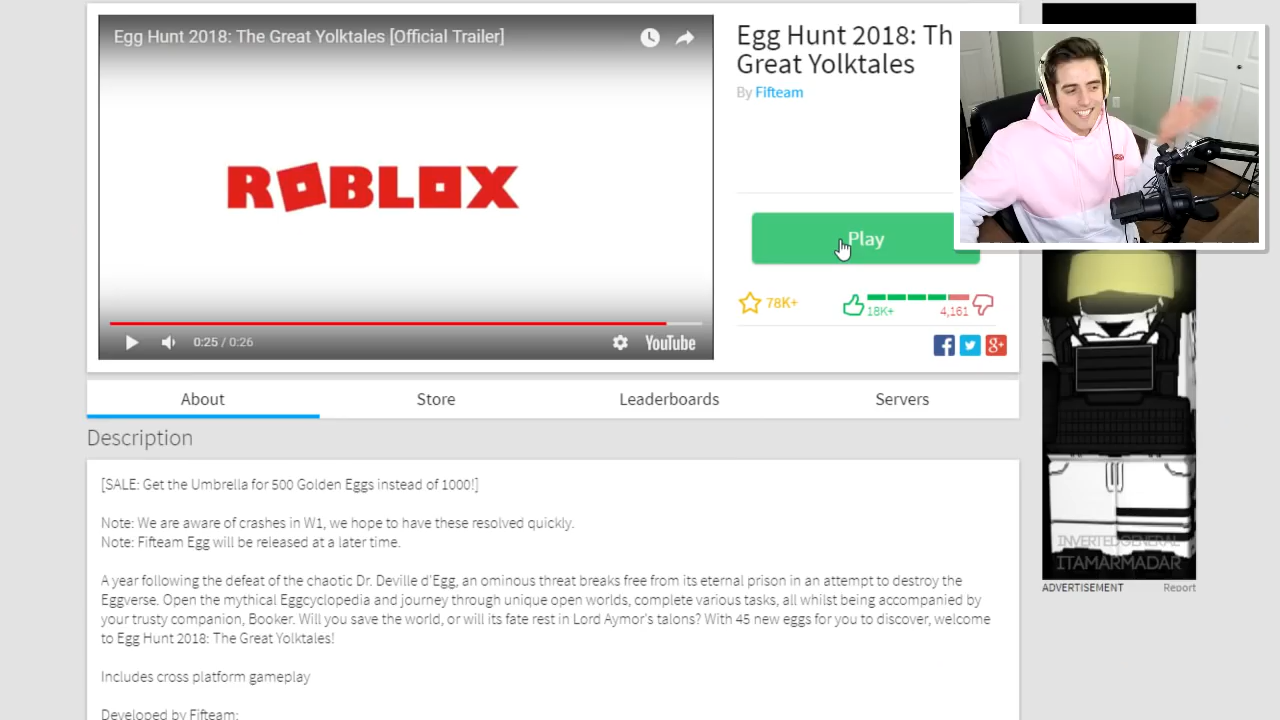 Egg Hunt 2018: The Great Yolktales [Official Trailer]
ROBLOX
0:25 / 0:26
YouTube
Egg Hunt 2018: Th
Great Yolktales
By Fifteam
Play
78K+
18K+
4,161
About
Store
Leaderboards
Servers
Description
[SALE: Get the Umbrella for 500 Golden Eggs instead of 1000!]
Note: We are aware of crashes in W1, we hope to have these resolved quickly.
Note: Fifteam Egg will be released at a later time.
A year following the defeat of the chaotic Dr. Deville d'Egg, an ominous threat breaks free from its eternal prison in an attempt to destroy the
Eggverse. Open the mythical Eggcyclopedia and journey through unique open worlds, complete various tasks, all whilst being accompanied by
your trusty companion, Booker. Will you save the world, or will its fate rest in Lord Aymor's talons? With 45 new eggs for you to discover, welcome
to Egg Hunt 2018: The Great Yolktales!
Includes cross platform gameplay
Developed by Fifteam:
INVERTEDGENERAL
ITAMARMADAR
ADVERTISEMENT
Report